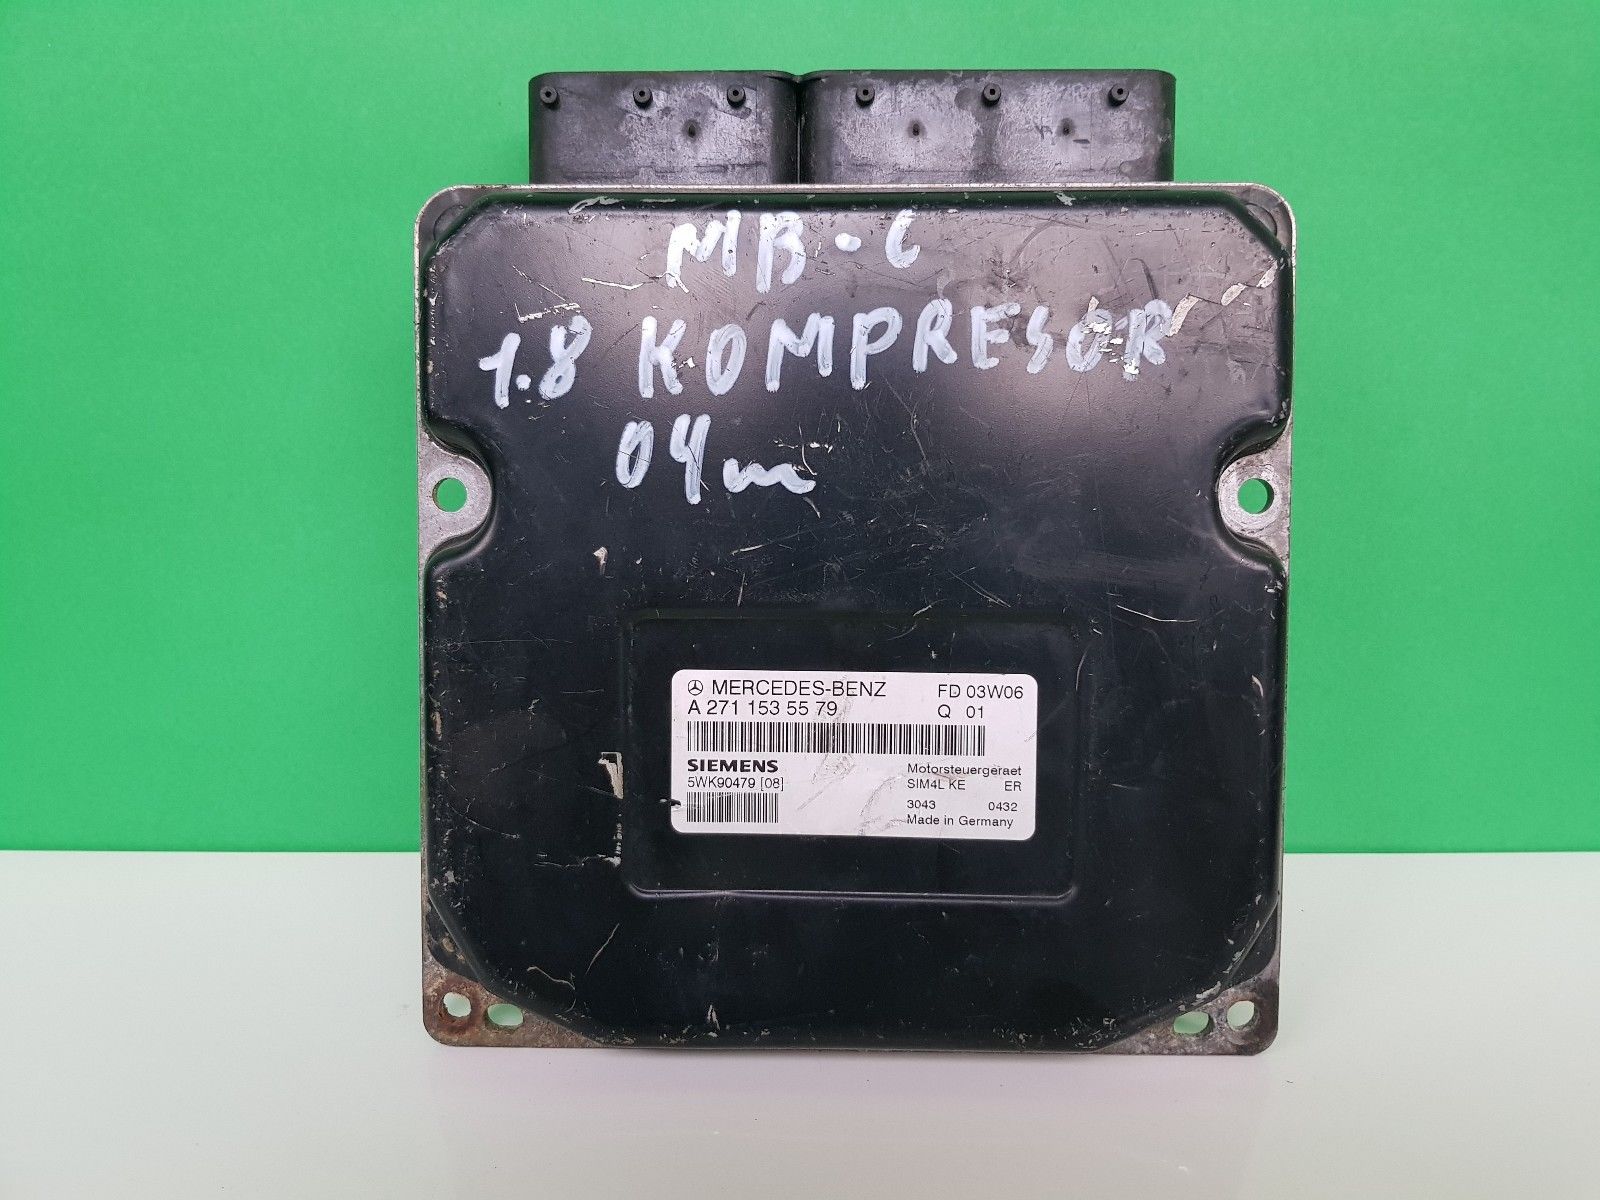 MB-C
1.8 KOMPRESOR
04m
MERCEDES-BENZ FD 03W06
A 271 153 55 79 Q 01
SIEMENS Motorsteuergeraet
5WK90479 [08] SIM4L KE ER
3043 0432
Made in Germany